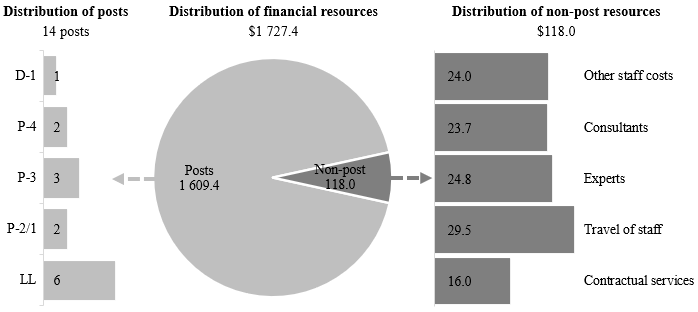 Distribution of posts
14 posts
D-1 1
P-4 2
P-3 3
P-2/1 2
LL 6
Distribution of financial resources
$1 727.4
Posts
1 609.4
Non-post
118.0
Distribution of non-post resources
$118.0
24.0 Other staff costs
23.7 Consultants
24.8 Experts
29.5 Travel of staff
16.0 Contractual services